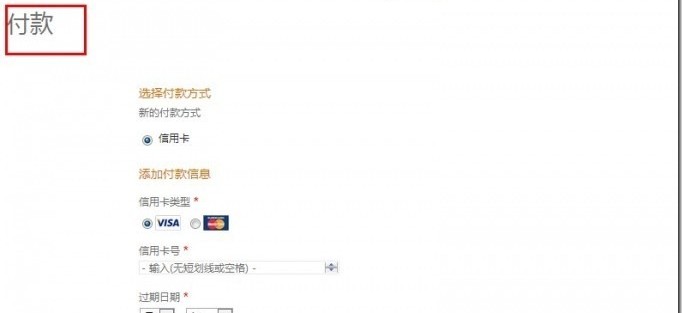 付款
选择付款方式
新的付款方式
信用卡
添加付款信息
信用卡类型 *
VISA MasterCard
信用卡号 *
- 输入(无短划线或空格) -
过期日期 *